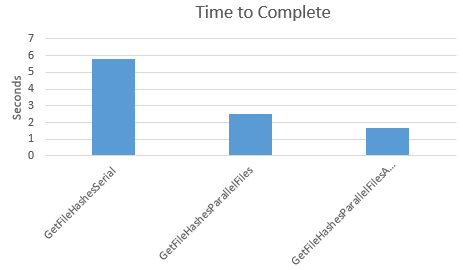 Time to Complete
Seconds
7
6
5
4
3
2
1
0
GetFileHashesSerial
GetFileHashesParallelFiles
GetFileHashesParallelFilesA...